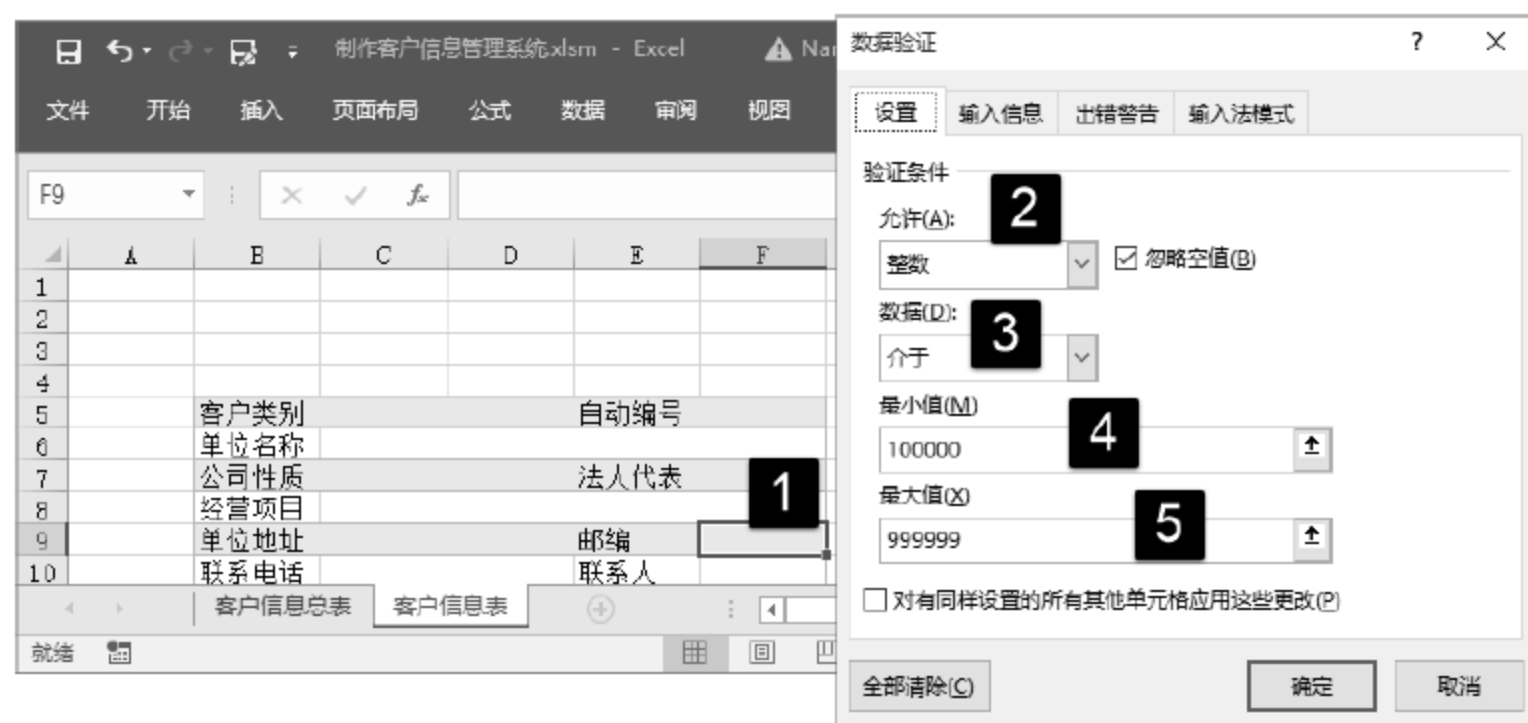 制作客户信息管理系统.xlsm - Excel
Nar
文件 开始 插入 页面布局 公式 数据 审阅 视图
F9
fx
A B C D E F
1
2
3
4
5 客户类别 自动编号
6 单位名称
7 公司性质 法人代表
8 经营项目
9 单位地址 邮编
10 联系电话 联系人
1
客户信息总表 客户信息表
就绪
数据验证 ? ×
设置 输入信息 出错警告 输入法模式
验证条件
允许(A):
2
整数 忽略空值(B)
数据(D):
3
介于
最小值(M)
4
100000
最大值(X)
5
999999
对有同样设置的所有其他单元格应用这些更改(P)
全部清除(C) 确定 取消